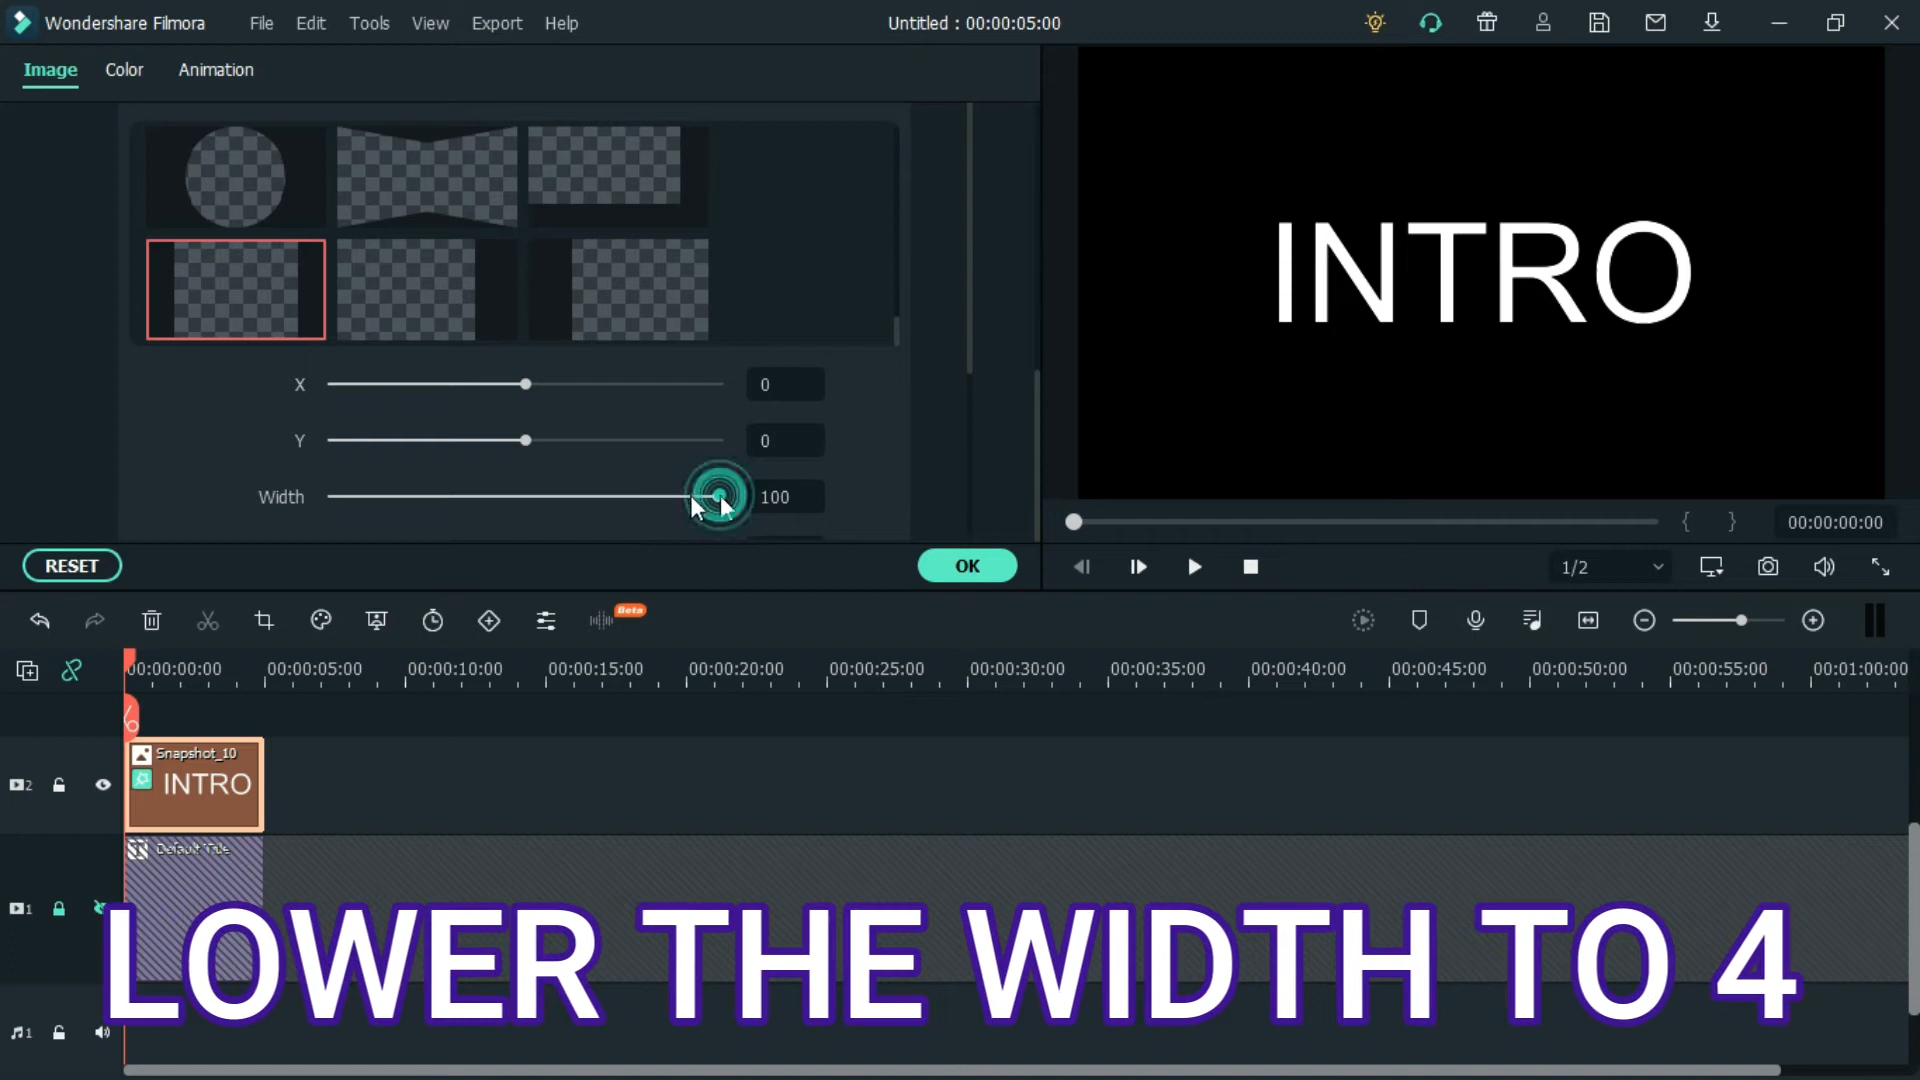 Wondershare Filmora File Edit Tools View Export Help Untitled : 00:00:05:00
Image Color Animation
INTRO
X 0
Y 0
Width 100
00:00:00:00
RESET OK 1/2
Beta
00:00:00:00 00:00:05:00 00:00:10:00 00:00:15:00 00:00:20:00 00:00:25:00 00:00:30:00 00:00:35:00 00:00:40:00 00:00:45:00 00:00:50:00 00:00:55:00 00:01:00:00
Snapshot_10
2 INTRO
Default Title
1
LOWER THE WIDTH TO 4
1